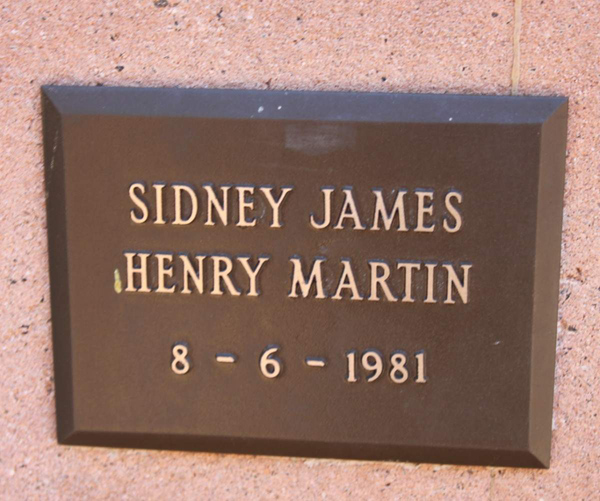 SIDNEY JAMES
HENRY MARTIN
8 - 6 - 1981